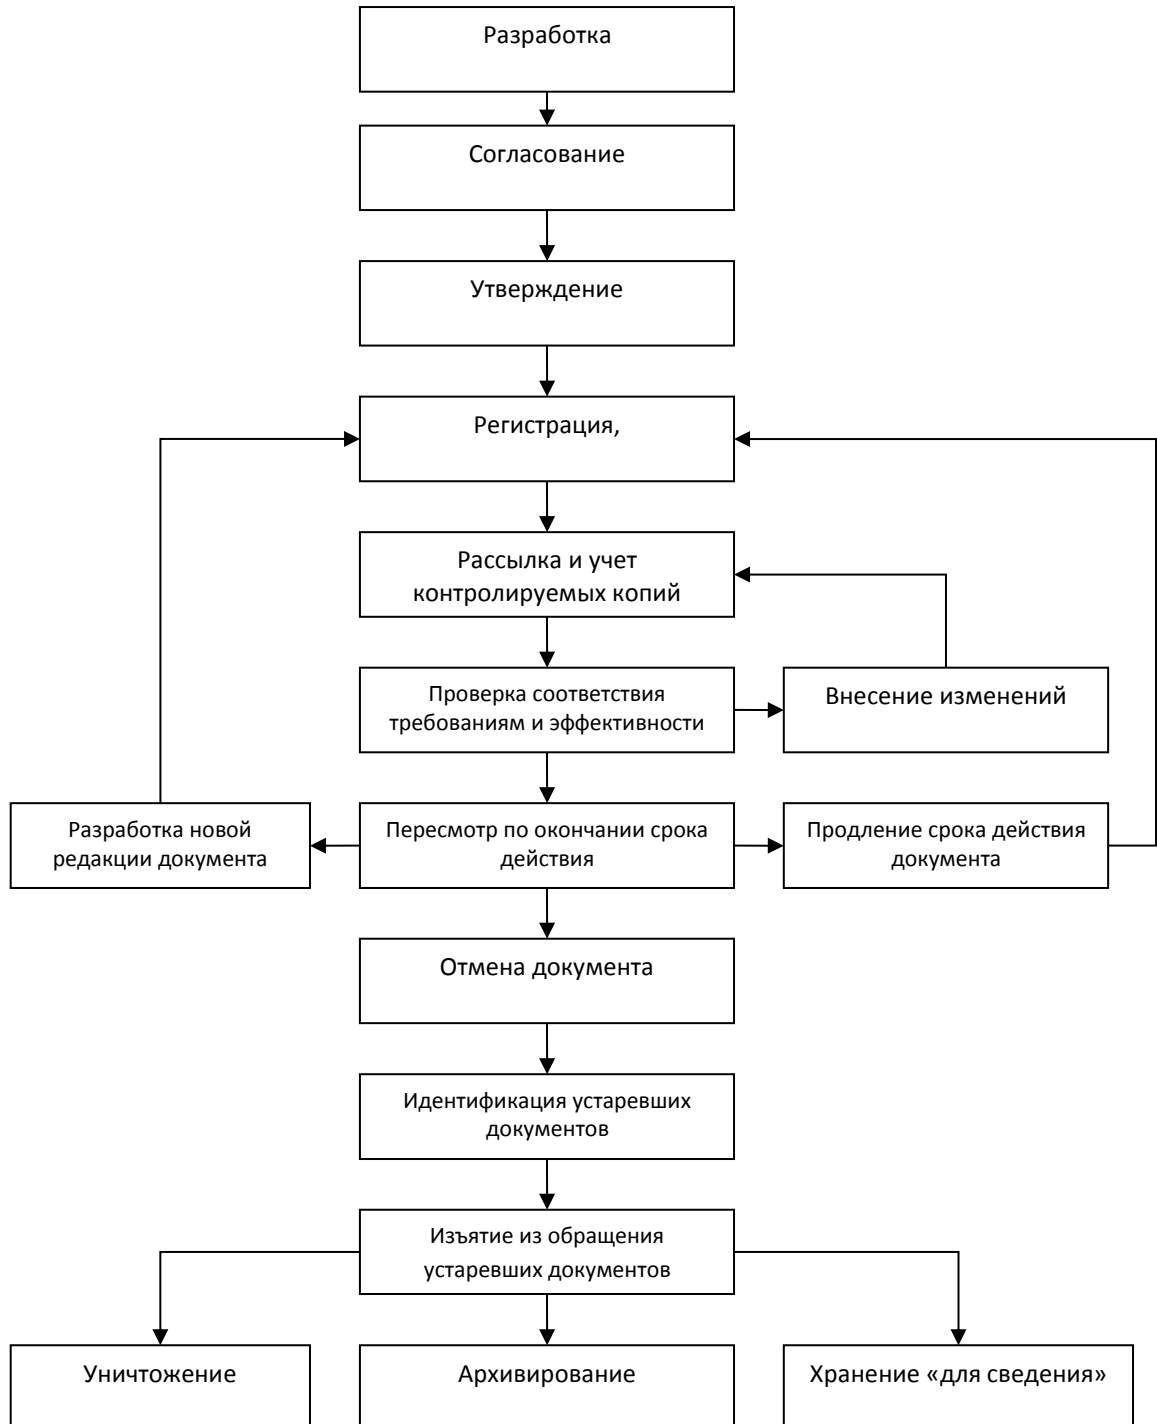 Разработка
Согласование
Утверждение
Регистрация,
Рассылка и учет
контролируемых копий
Проверка соответствия
требованиям и эффективности
Внесение изменений
Разработка новой
редакции документа
Пересмотр по окончании срока
действия
Продление срока действия
документа
Отмена документа
Идентификация устаревших
документов
Изъятие из обращения
устаревших документов
Уничтожение
Архивирование
Хранение «для сведения»